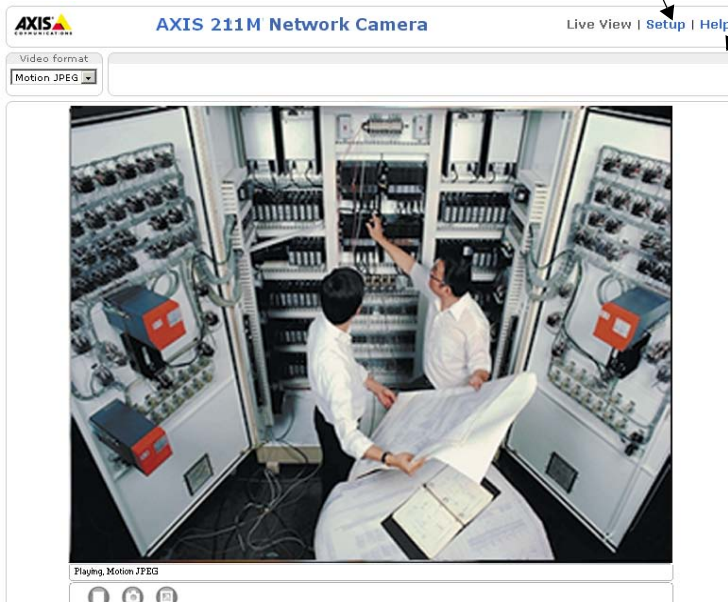 AXIS
COMMUNICATIONS
AXIS 211M Network Camera
Live View | Setup | Help
Video format
Motion JPEG
Playing, Motion JPEG